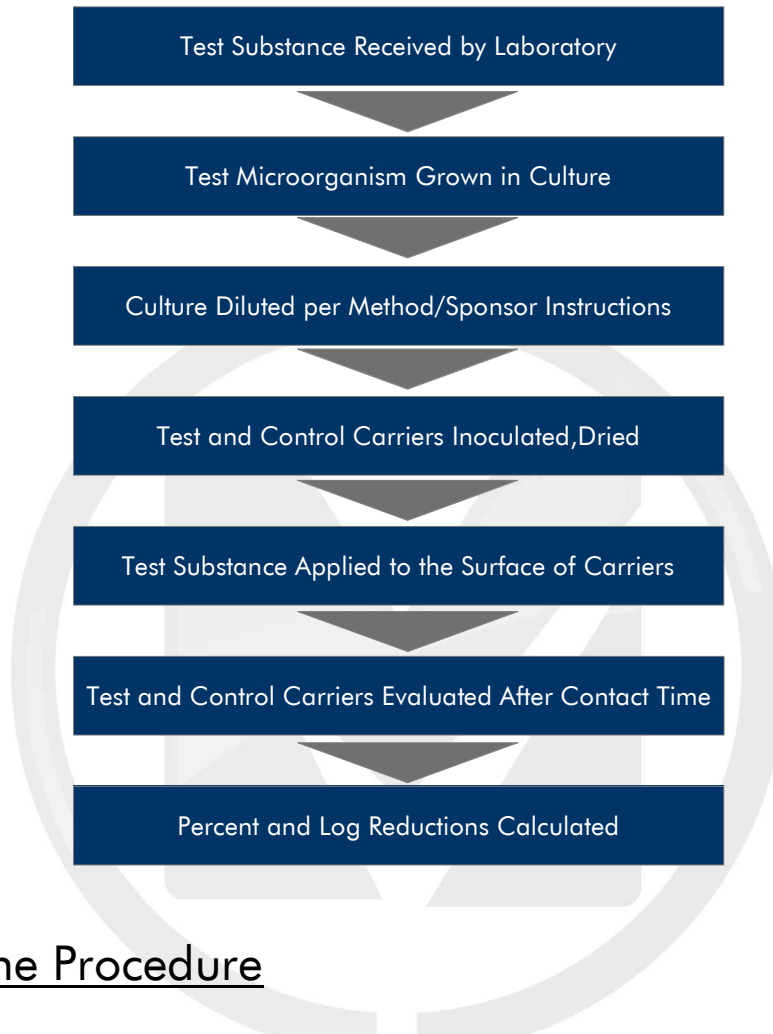 Test Substance Received by Laboratory
Test Microorganism Grown in Culture
Culture Diluted per Method/Sponsor Instructions
Test and Control Carriers Inoculated,Dried
Test Substance Applied to the Surface of Carriers
Test and Control Carriers Evaluated After Contact Time
Percent and Log Reductions Calculated
Procedure